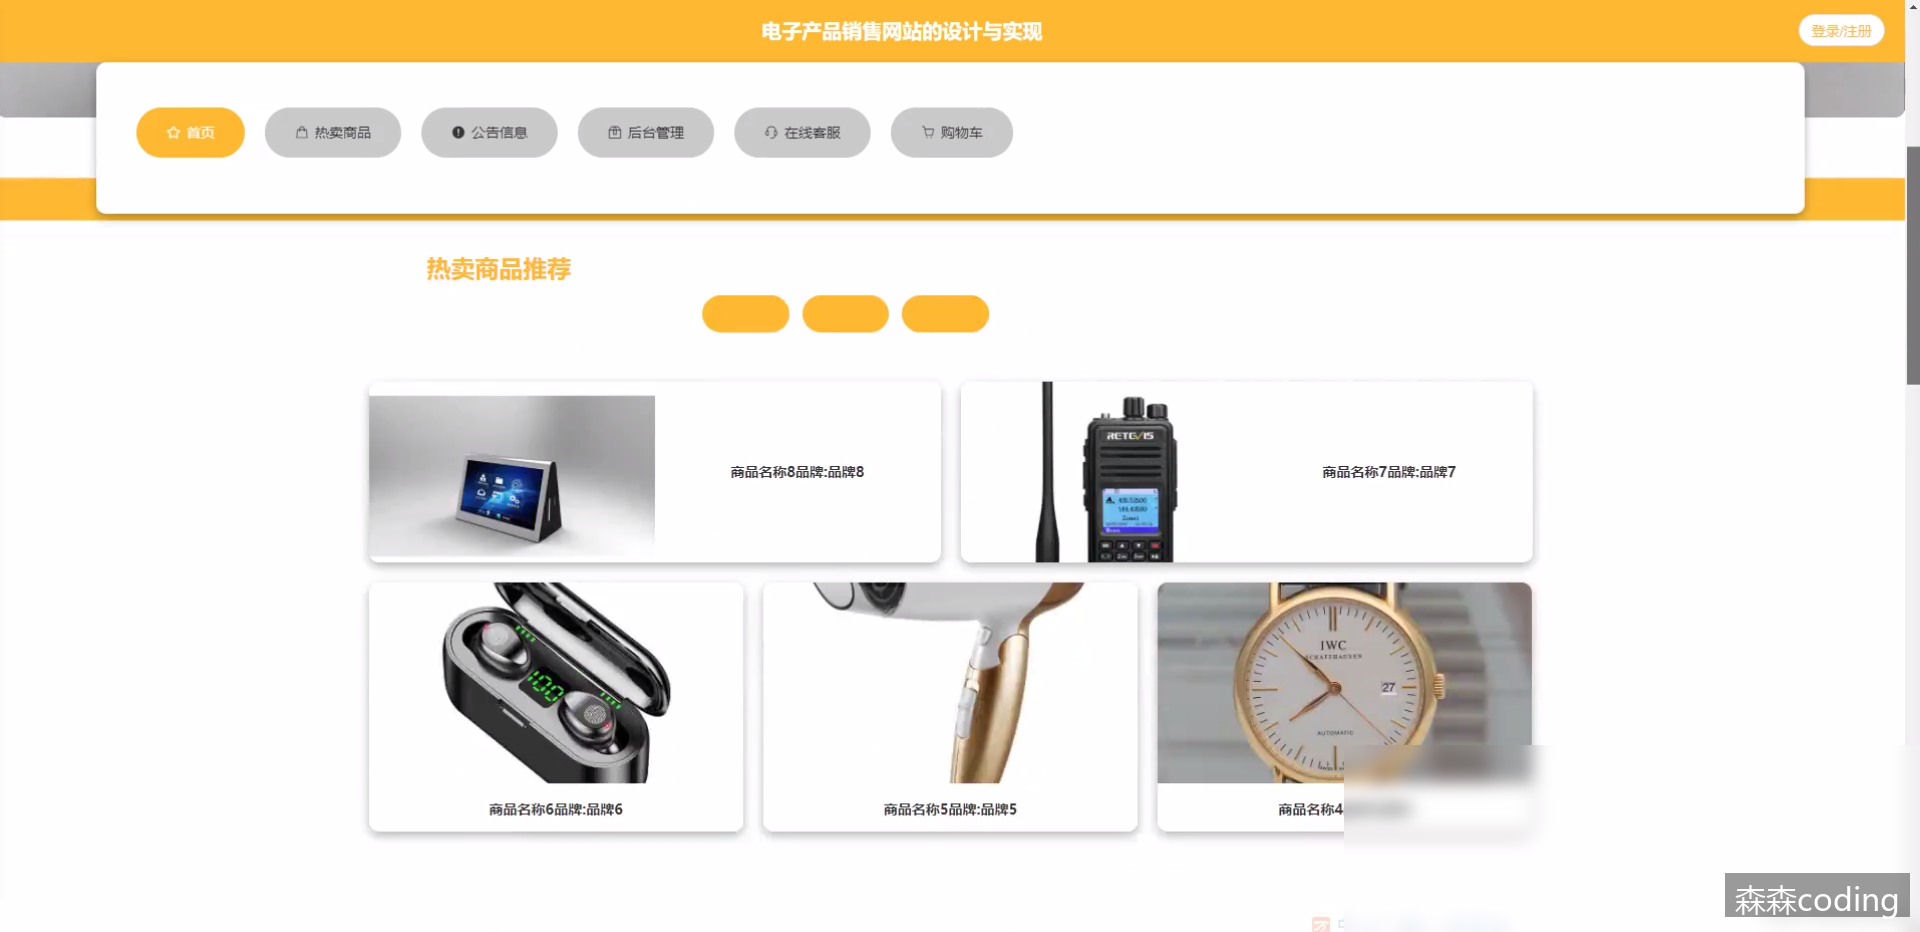 电子产品销售网站的设计与实现
登录/注册
首页
热卖商品
公告信息
后台管理
在线客服
购物车
热卖商品推荐
商品名称8品牌:品牌8
RETEVIS
商品名称7品牌:品牌7
100
IWC
SCHAFFHAUSEN
27
AUTOMATIC
商品名称6品牌:品牌6
商品名称5品牌:品牌5
商品名称4
森森coding